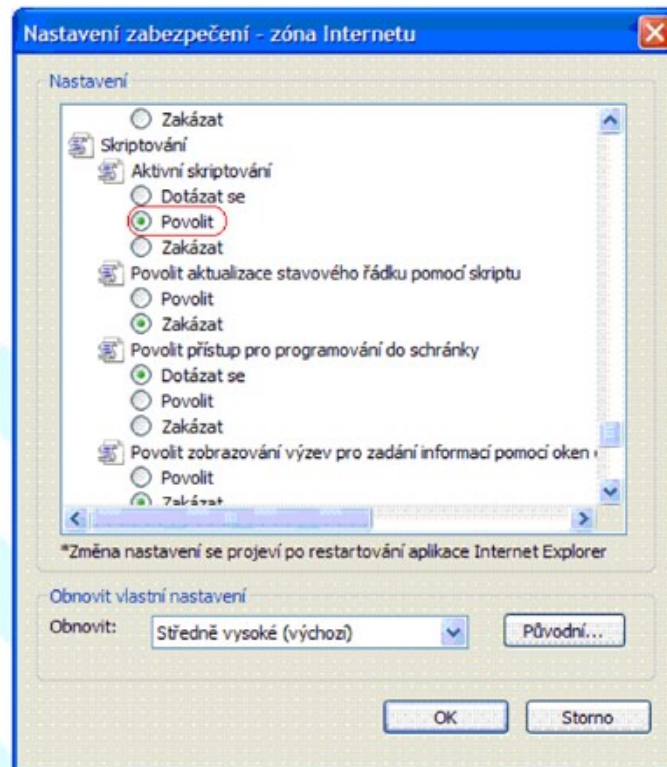 Nastavení zabezpečení - zóna Internetu
Nastavení
Zakázat
Skriptování
Aktivní skriptování
Dotázat se
Povolit
Zakázat
Povolit aktualizace stavového řádku pomocí skriptu
Povolit
Zakázat
Povolit přístup pro programování do schránky
Dotázat se
Povolit
Zakázat
Povolit zobrazování výzev pro zadání informací pomocí oken
Povolit
Zakázat
*Změna nastavení se projeví po restartování aplikace Internet Explorer
Obnovit vlastní nastavení
Obnovit: Středně vysoké (výchozí) Původní...
OK Storno